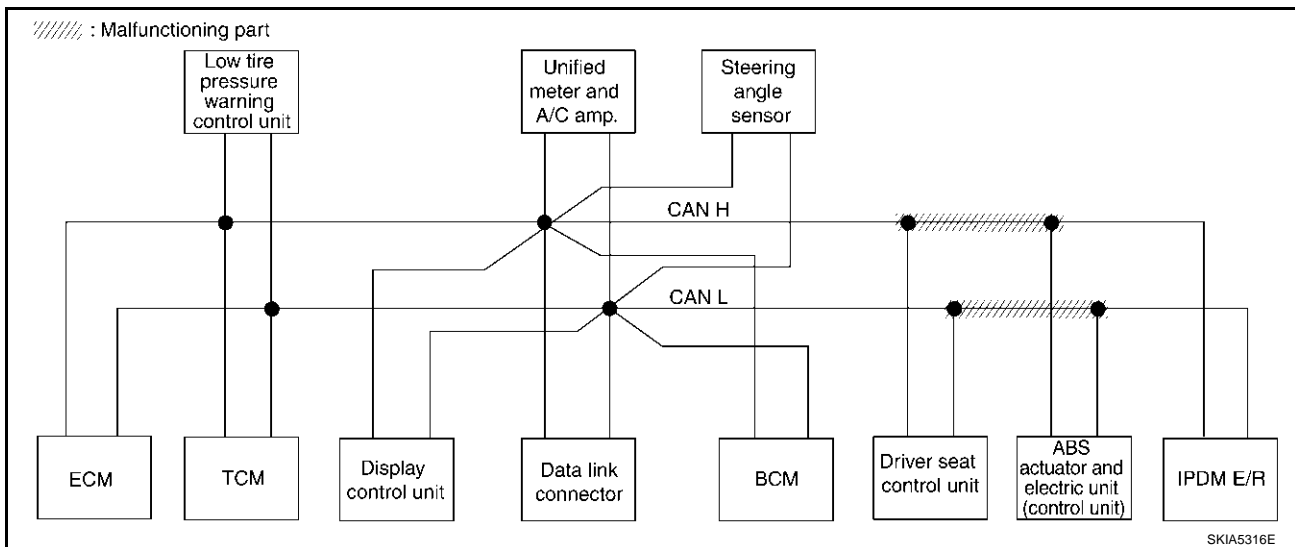 : Malfunctioning part
Low tire
pressure
warning
control unit
Unified
meter and
A/C amp.
Steering
angle
sensor
CAN H
CAN L
ECM
TCM
Display
control unit
Data link
connector
BCM
Driver seat
control unit
ABS
actuator and
electric unit
(control unit)
IPDM E/R
SKIA5316E